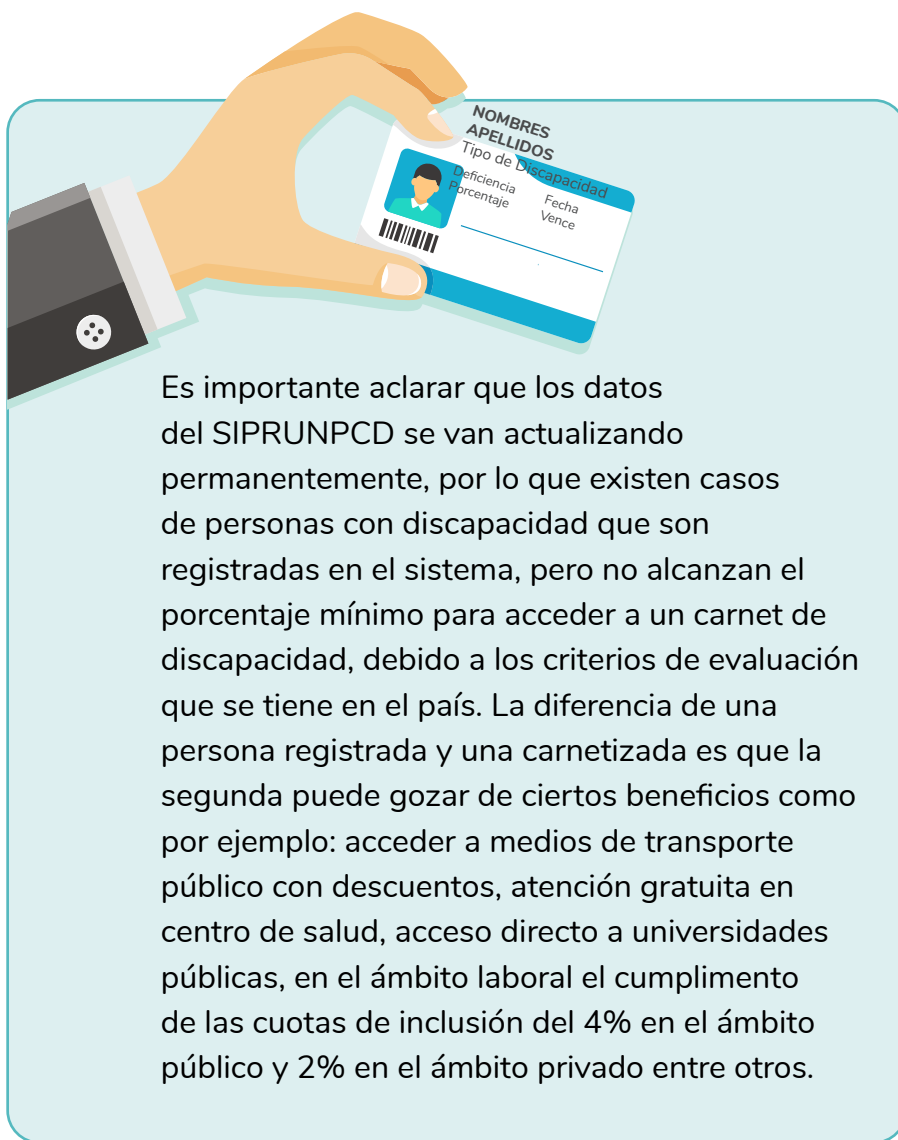 NOMBRES
APELLIDOS
Tipo de Discapacidad
Deficiencia
Porcentaje
Fecha
Vence
Es importante aclarar que los datos
del SIPRUNPCD se van actualizando
permanentemente, por lo que existen casos
de personas con discapacidad que son
registradas en el sistema, pero no alcanzan el
porcentaje mínimo para acceder a un carnet de
discapacidad, debido a los criterios de evaluación
que se tiene en el país. La diferencia de una
persona registrada y una carnetizada es que la
segunda puede gozar de ciertos beneficios como
por ejemplo: acceder a medios de transporte
público con descuentos, atención gratuita en
centro de salud, acceso directo a universidades
públicas, en el ámbito laboral el cumplimento
de las cuotas de inclusión del 4% en el ámbito
público y 2% en el ámbito privado entre otros.